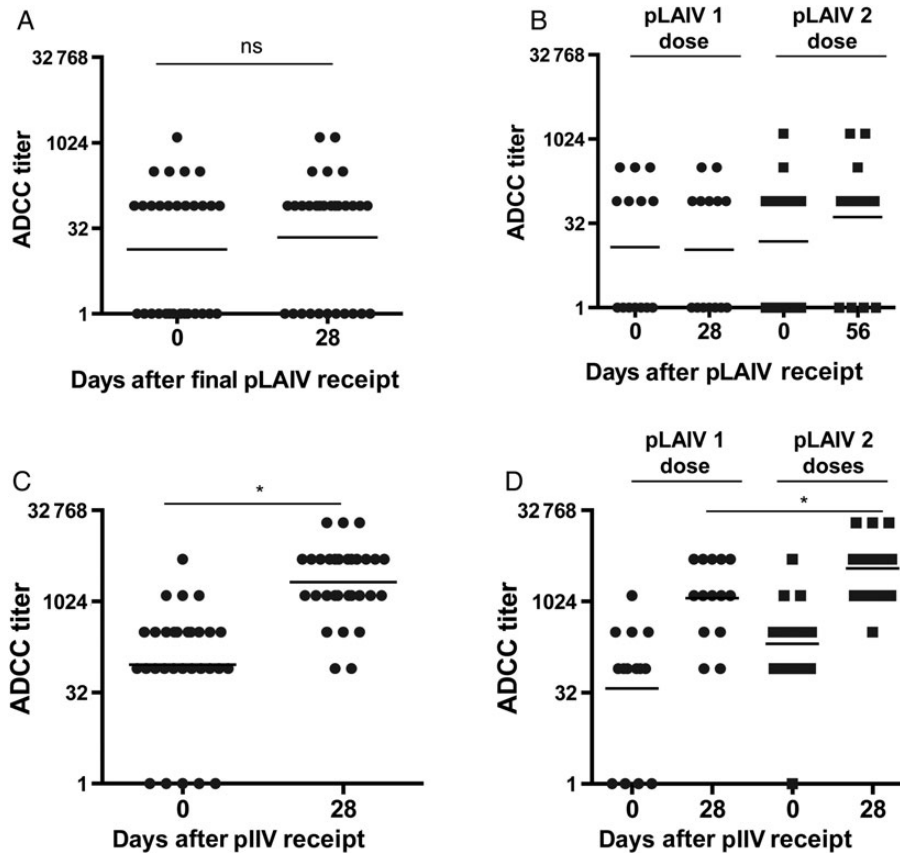 A
ns
32 768
1024
32
1
ADCC titer
0
28
Days after final pLAIV receipt
B
pLAIV 1
dose
pLAIV 2
dose
32 768
1024
32
1
ADCC titer
0
28
0
56
Days after pLAIV receipt
C
*
32 768
1024
32
1
ADCC titer
0
28
Days after pIIV receipt
D
pLAIV 1
dose
pLAIV 2
doses
*
32 768
1024
32
1
ADCC titer
0
28
0
28
Days after pIIV receipt